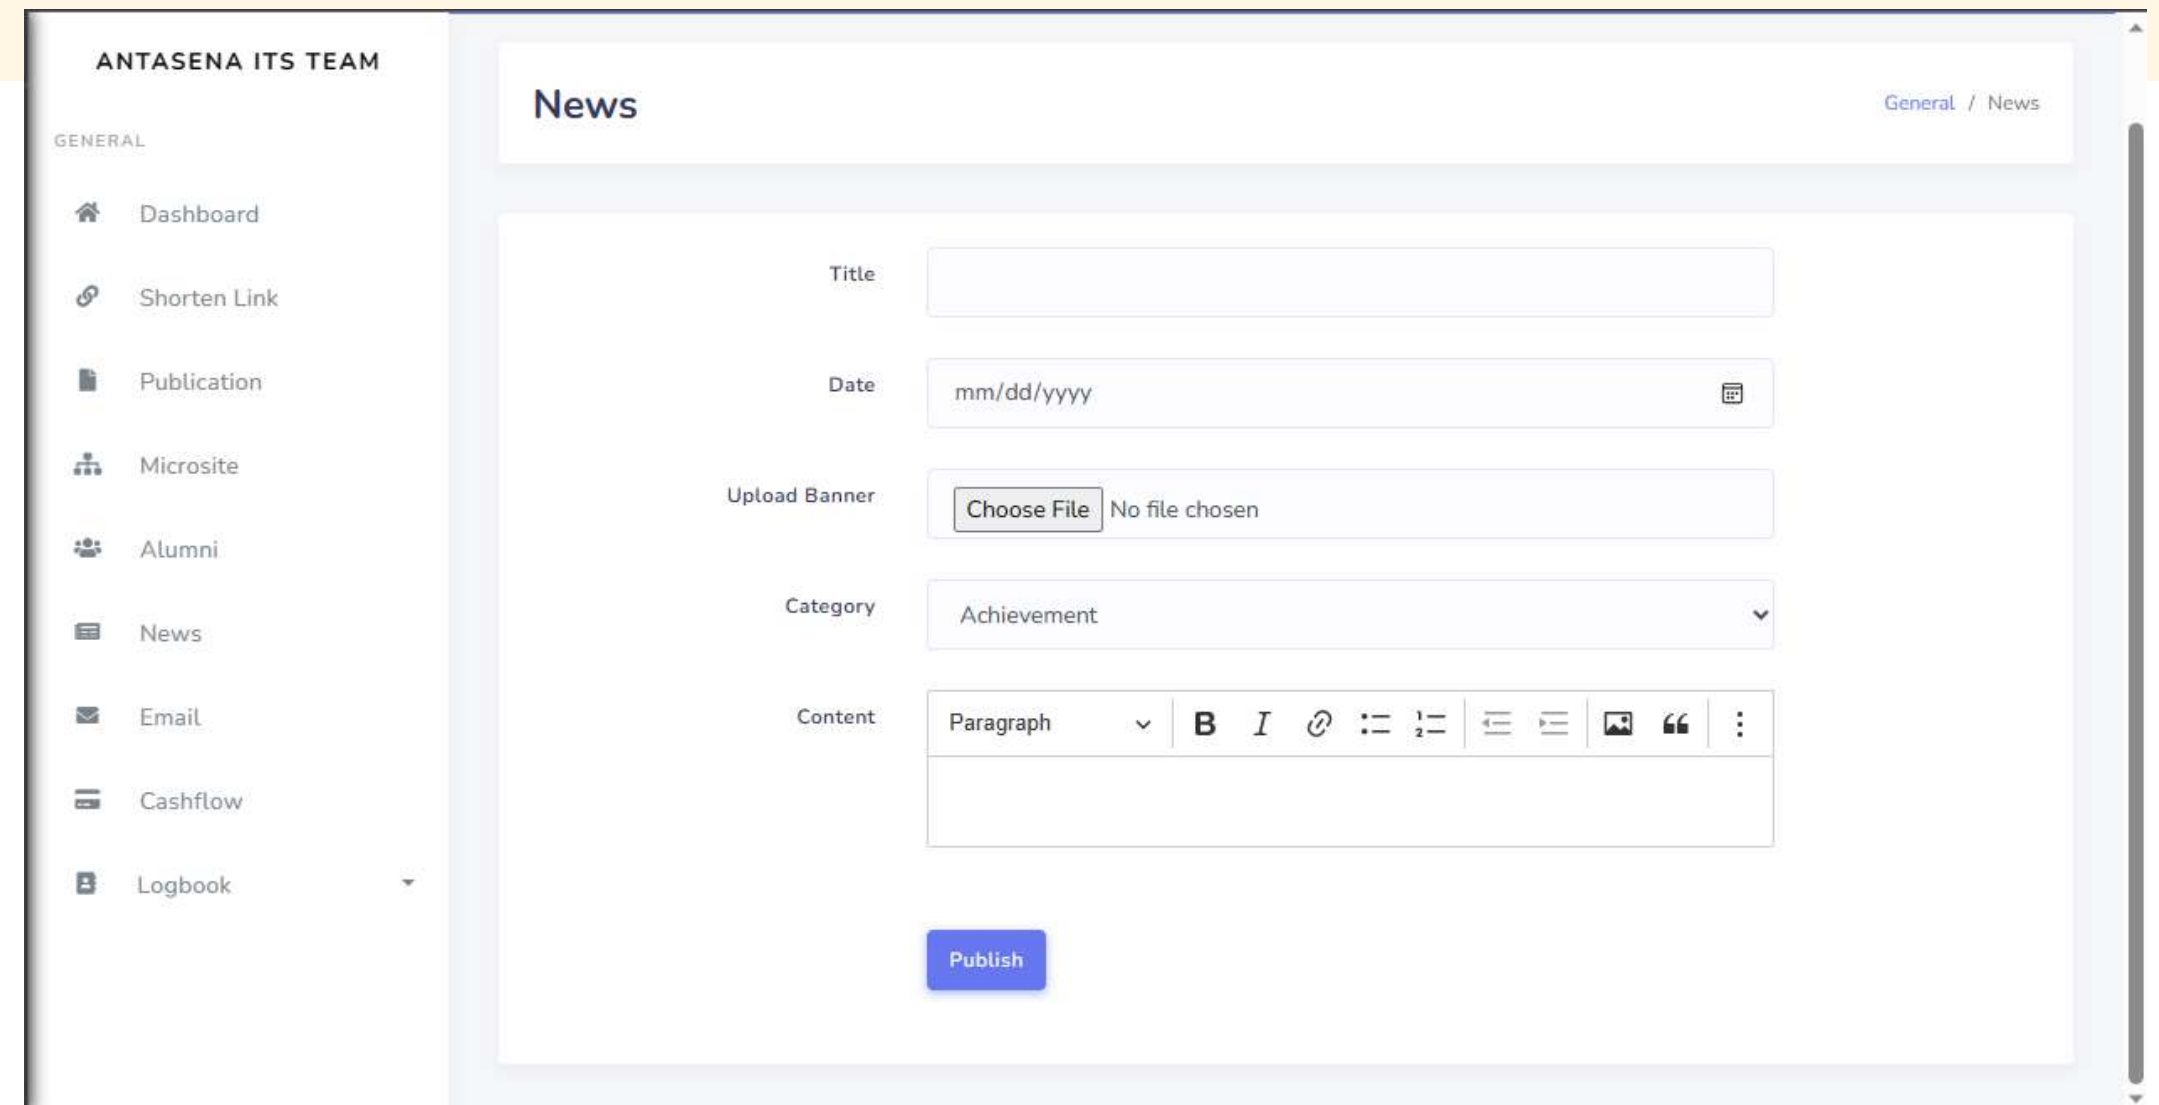 ANTASENA ITS TEAM
GENERAL
Dashboard
Shorten Link
Publication
Microsite
Alumni
News
Email
Cashflow
Logbook
News
General / News
Title
Date
mm/dd/yyyy
Upload Banner
Choose File No file chosen
Category
Achievement
Content
Paragraph
Publish